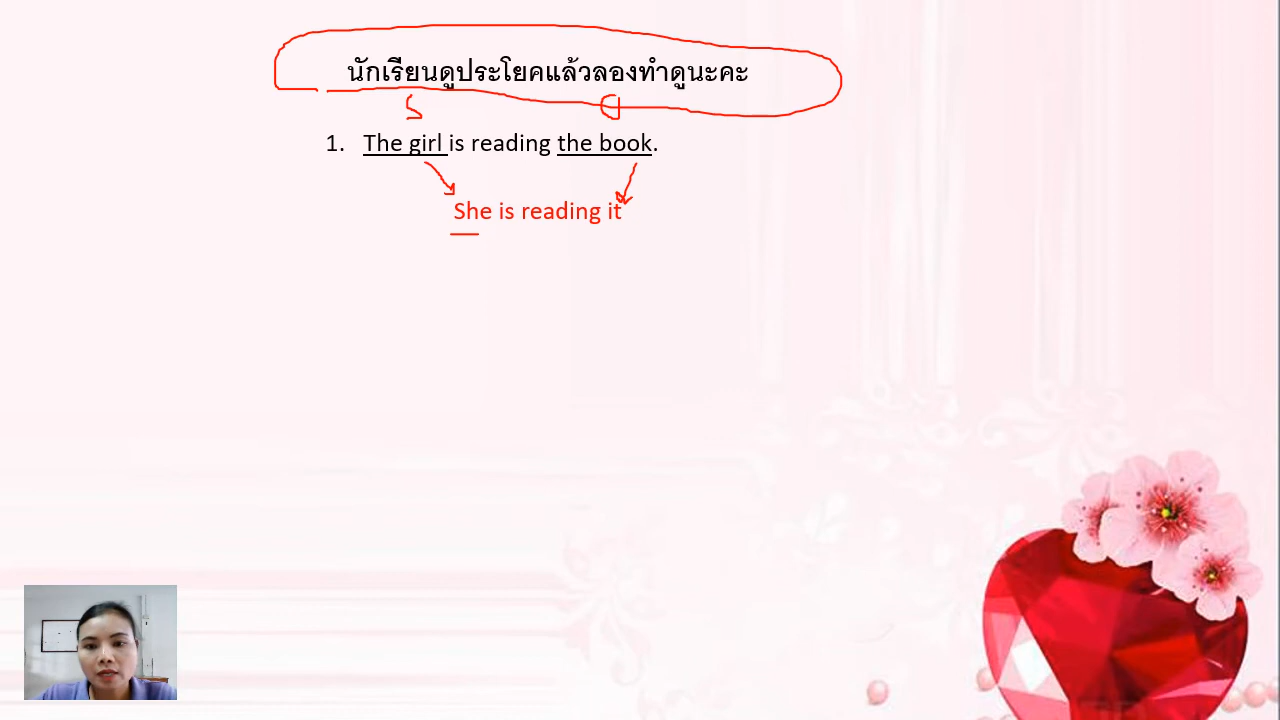 นักเรียนดูประโยคแล้วลองทำดูนะคะ
S
1. The girl is reading the book.
She is reading it